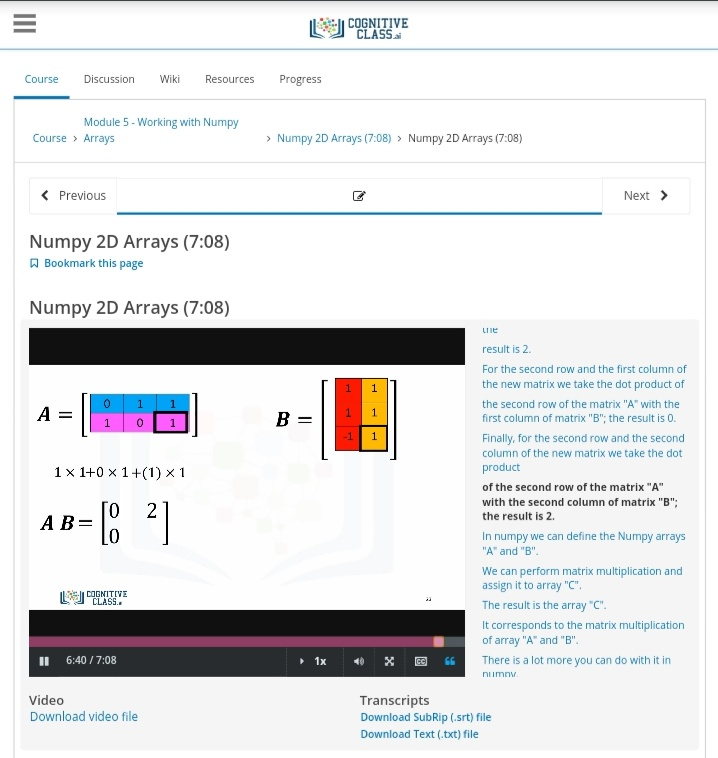 COGNITIVE
CLASS.ai
Course Discussion Wiki Resources Progress
Course > Module 5 - Working with Numpy Arrays > Numpy 2D Arrays (7:08) > Numpy 2D Arrays (7:08)
Previous Next
Numpy 2D Arrays (7:08)
Bookmark this page
Numpy 2D Arrays (7:08)
A = [ 0 1 1
1 0 1 ]
B = [ 1 1
1 1
-1 1 ]
1 × 1+0 × 1+(1) × 1
A B = [ 0 2
0 ]
COGNITIVE
CLASS.ai
6:40 / 7:08 1x
the
result is 2.
For the second row and the first column of
the new matrix we take the dot product of
the second row of the matrix "A" with the
first column of matrix "B"; the result is 0.
Finally, for the second row and the second
column of the new matrix we take the dot
product
of the second row of the matrix "A"
with the second column of matrix "B";
the result is 2.
In numpy we can define the Numpy arrays
"A" and "B".
We can perform matrix multiplication and
assign it to array "C".
The result is the array "C".
It corresponds to the matrix multiplication
of array "A" and "B".
There is a lot more you can do with it in
numpy.
Video
Download video file
Transcripts
Download SubRip (.srt) file
Download Text (.txt) file